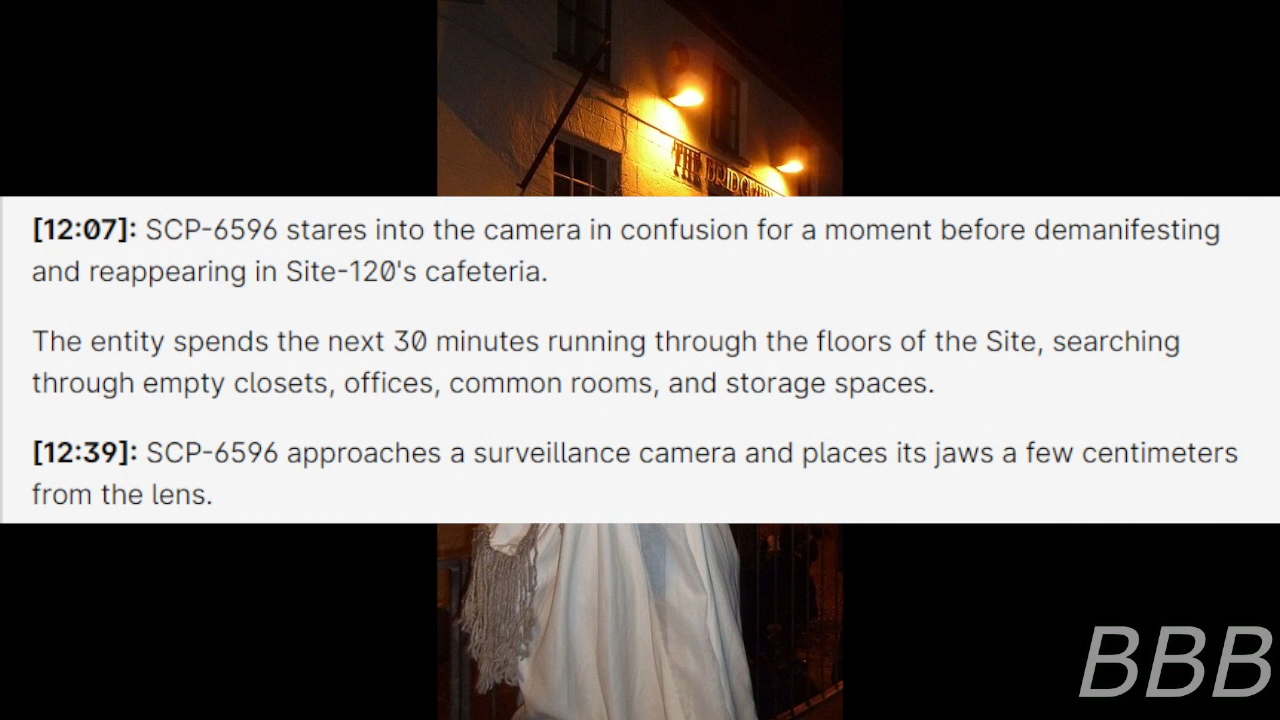 THE BRIDGE
[12:07]: SCP-6596 stares into the camera in confusion for a moment before demanifesting
and reappearing in Site-120's cafeteria.
The entity spends the next 30 minutes running through the floors of the Site, searching
through empty closets, offices, common rooms, and storage spaces.
[12:39]: SCP-6596 approaches a surveillance camera and places its jaws a few centimeters
from the lens.
BBB